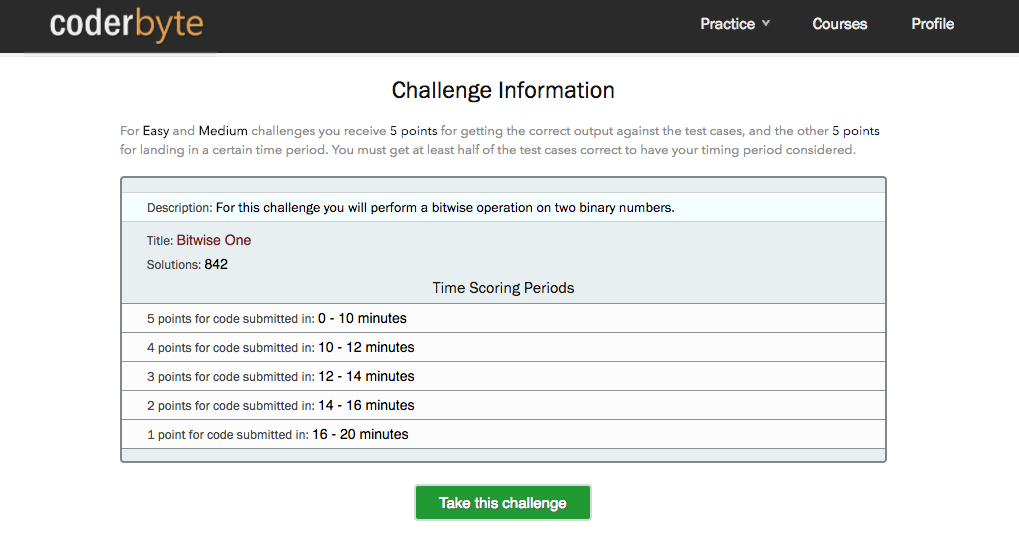 coderbyte
Practice
Courses
Profile
Challenge Information
For Easy and Medium challenges you receive 5 points for getting the correct output against the test cases, and the other 5 points
for landing in a certain time period. You must get at least half of the test cases correct to have your timing period considered.
Description: For this challenge you will perform a bitwise operation on two binary numbers.
Title: Bitwise One
Solutions: 842
Time Scoring Periods
5 points for code submitted in: 0 - 10 minutes
4 points for code submitted in: 10 - 12 minutes
3 points for code submitted in: 12 - 14 minutes
2 points for code submitted in: 14 - 16 minutes
1 point for code submitted in: 16 - 20 minutes
Take this challenge